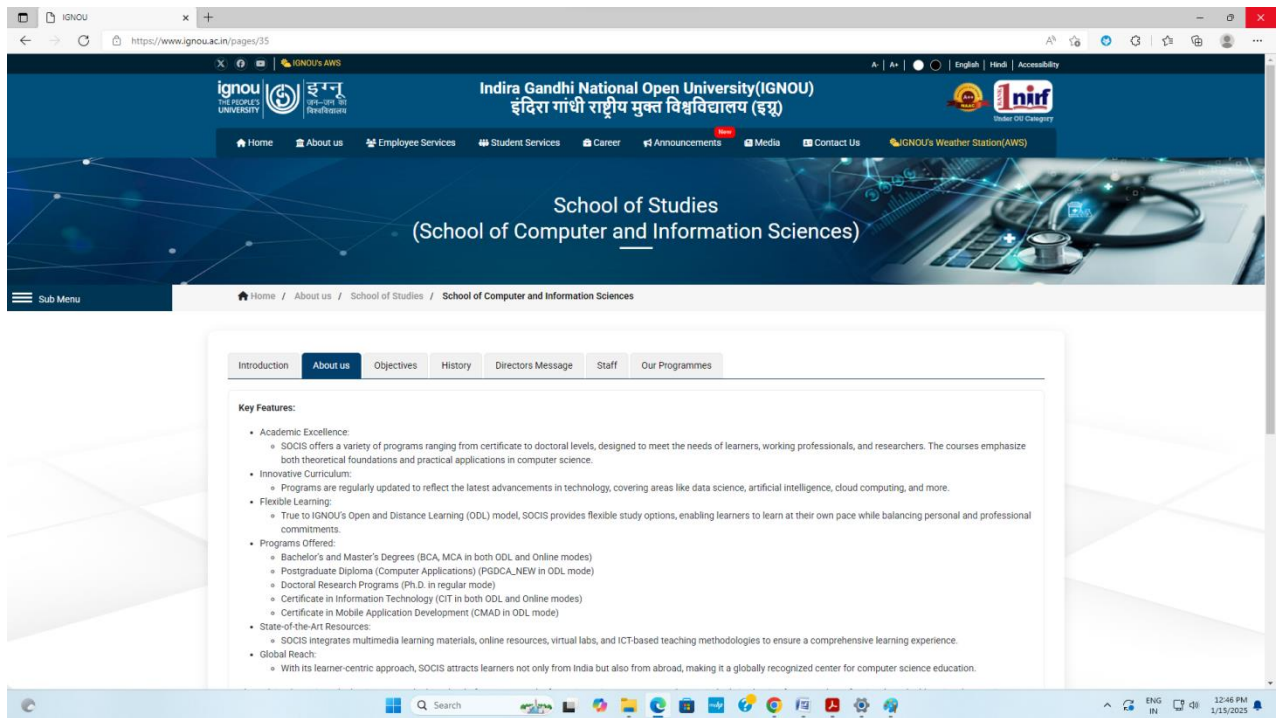 IGNOU
https://www.ignou.ac.in/pages/35
IGNOU's AWS
A- | A+ | English | Hindi | Accessibility
ignou
THE PEOPLE'S
UNIVERSITY
इग्नू
जन-जन का
विश्वविद्यालय
Indira Gandhi National Open University(IGNOU)
इंदिरा गांधी राष्ट्रीय मुक्त विश्वविद्यालय (इग्नू)
A++
NAAC
1 nirf
Under OU Category
New
Home About us Employee Services Student Services Career Announcements Media Contact Us IGNOU's Weather Station(AWS)
School of Studies
(School of Computer and Information Sciences)
Sub Menu
Home / About us / School of Studies / School of Computer and Information Sciences
Introduction About us Objectives History Directors Message Staff Our Programmes
Key Features:
• Academic Excellence:
∘ SOCIS offers a variety of programs ranging from certificate to doctoral levels, designed to meet the needs of learners, working professionals, and researchers. The courses emphasize
both theoretical foundations and practical applications in computer science.
• Innovative Curriculum:
∘ Programs are regularly updated to reflect the latest advancements in technology, covering areas like data science, artificial intelligence, cloud computing, and more.
• Flexible Learning:
∘ True to IGNOU's Open and Distance Learning (ODL) model, SOCIS provides flexible study options, enabling learners to learn at their own pace while balancing personal and professional
commitments.
• Programs Offered:
∘ Bachelor's and Master's Degrees (BCA, MCA in both ODL and Online modes)
∘ Postgraduate Diploma (Computer Applications) (PGDCA_NEW in ODL mode)
∘ Doctoral Research Programs (Ph.D. in regular mode)
∘ Certificate in Information Technology (CIT in both ODL and Online modes)
∘ Certificate in Mobile Application Development (CMAD in ODL mode)
• State-of-the-Art Resources:
∘ SOCIS integrates multimedia learning materials, online resources, virtual labs, and ICT-based teaching methodologies to ensure a comprehensive learning experience.
• Global Reach:
∘ With its learner-centric approach, SOCIS attracts learners not only from India but also from abroad, making it a globally recognized center for computer science education.
Search
ENG
IN
12:46 PM
1/15/2025